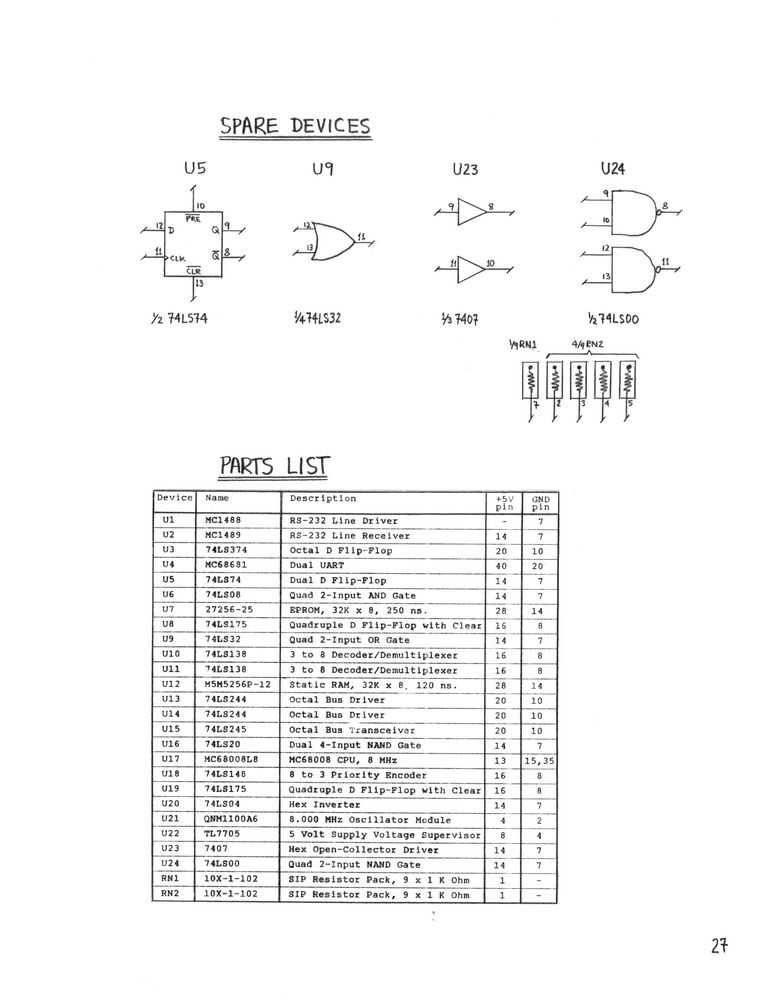 SPARE DEVICES
U5 U9 U23 U24
10
PRE
12 D Q 9
11 CLK Q 8
CLR
13
12
13
11
9 8
11 10
9
10
8
12
13
11
1/2 74LS74 1/4 74LS32 1/3 7407 1/2 74LS00
1/9 RN1 4/9 RN2
7 2 3 4 5
PARTS LIST
Device Name Description +5V pin GND pin
U1 MC1488 RS-232 Line Driver - 7
U2 MC1489 RS-232 Line Receiver 14 7
U3 74LS374 Octal D Flip-Flop 20 10
U4 MC68681 Dual UART 40 20
U5 74LS74 Dual D Flip-Flop 14 7
U6 74LS08 Quad 2-Input AND Gate 14 7
U7 27256-25 EPROM, 32K x 8, 250 ns. 28 14
U8 74LS175 Quadruple D Flip-Flop with Clear 16 8
U9 74LS32 Quad 2-Input OR Gate 14 7
U10 74LS138 3 to 8 Decoder/Demultiplexer 16 8
U11 74LS138 3 to 8 Decoder/Demultiplexer 16 8
U12 M5M5256P-12 Static RAM, 32K x 8, 120 ns. 28 14
U13 74LS244 Octal Bus Driver 20 10
U14 74LS244 Octal Bus Driver 20 10
U15 74LS245 Octal Bus Transceiver 20 10
U16 74LS20 Dual 4-Input NAND Gate 14 7
U17 MC68008L8 MC68008 CPU, 8 MHz 13 15,35
U18 74LS148 8 to 3 Priority Encoder 16 8
U19 74LS175 Quadruple D Flip-Flop with Clear 16 8
U20 74LS04 Hex Inverter 14 7
U21 QNM1100A6 8.000 MHz Oscillator Module 4 2
U22 TL7705 5 Volt Supply Voltage Supervisor 8 4
U23 7407 Hex Open-Collector Driver 14 7
U24 74LS00 Quad 2-Input NAND Gate 14 7
RN1 10X-1-102 SIP Resistor Pack, 9 x 1 K Ohm 1 -
RN2 10X-1-102 SIP Resistor Pack, 9 x 1 K Ohm 1 -
27